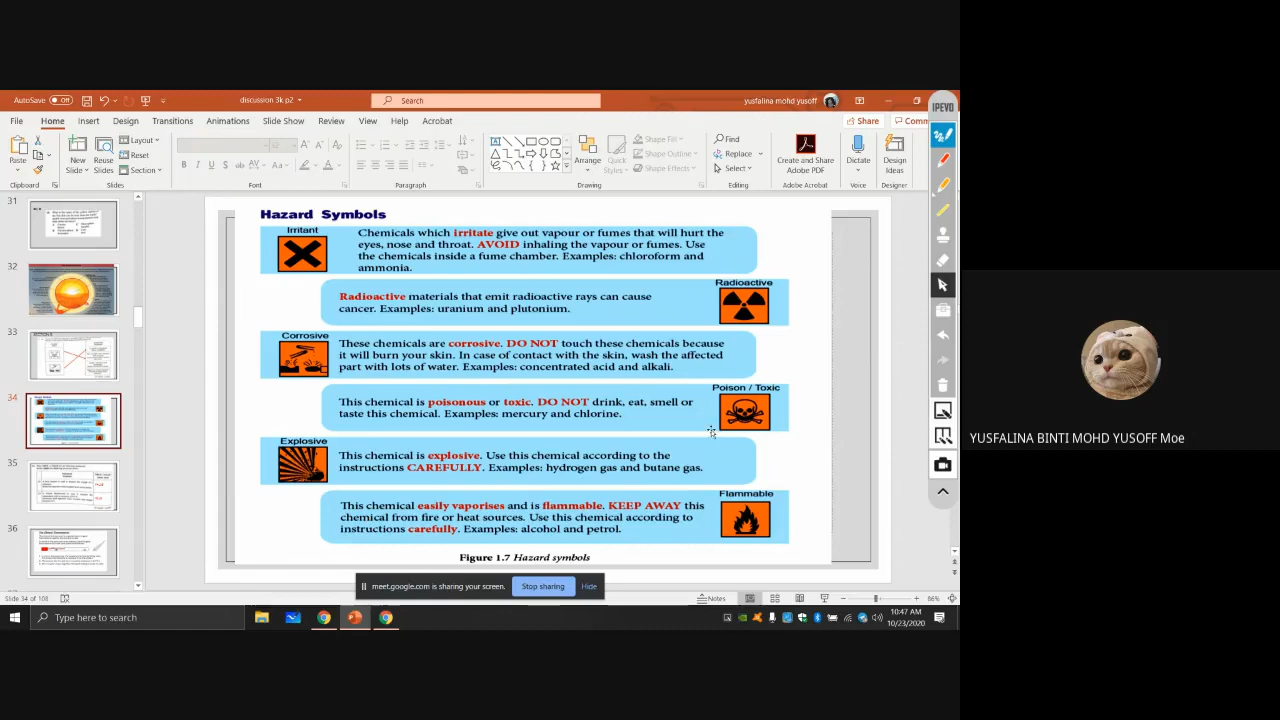 AutoSave Off
discussion 3k p2
Search
yusfalina mohd yusoff
IPEVO
File Home Insert Design Transitions Animations Slide Show Review View Help Acrobat Share Comm
Paste
New Slide
Reuse Slides
Layout
Reset
Section
Arrange
Quick Styles
Shape Fill
Shape Outline
Shape Effects
Find
Replace
Select
Create and Share Adobe PDF
Dictate
Design Ideas
Clipboard Slides Font Paragraph Drawing Editing Adobe Acrobat Voice Designer
31
32
33
34
35
36
Hazard Symbols
Irritant
Chemicals which irritate give out vapour or fumes that will hurt the
eyes, nose and throat. AVOID inhaling the vapour or fumes. Use
the chemicals inside a fume chamber. Examples: chloroform and
ammonia.
Radioactive
Radioactive materials that emit radioactive rays can cause
cancer. Examples: uranium and plutonium.
Corrosive
These chemicals are corrosive. DO NOT touch these chemicals because
it will burn your skin. In case of contact with the skin, wash the affected
part with lots of water. Examples: concentrated acid and alkali.
Poison / Toxic
This chemical is poisonous or toxic. DO NOT drink, eat, smell or
taste this chemical. Examples: mercury and chlorine.
Explosive
This chemical is explosive. Use this chemical according to the
instructions CAREFULLY. Examples: hydrogen gas and butane gas.
Flammable
This chemical easily vaporises and is flammable. KEEP AWAY this
chemical from fire or heat sources. Use this chemical according to
instructions carefully. Examples: alcohol and petrol.
Figure 1.7 Hazard symbols
meet.google.com is sharing your screen. Stop sharing Hide
Slide 34 of 108
Notes
86%
Type here to search
10:47 AM
10/23/2020
YUSFALINA BINTI MOHD YUSOFF Moe